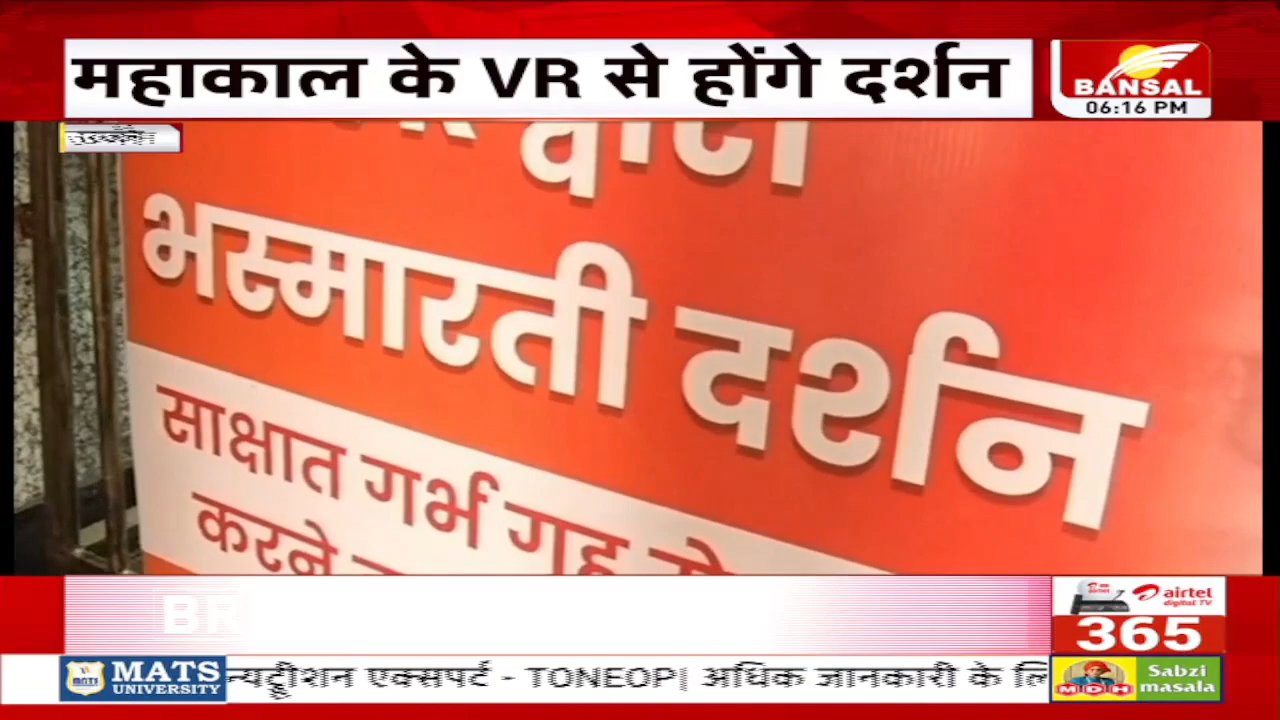 महाकाल के VR से होंगे दर्शन
BANSAL
06:16 PM
द्वारा
भस्मारती दर्शन
साक्षात गर्भ गृह
करने
airtel
digital TV
365
MATS
UNIVERSITY
न्यूट्रीशन एक्सपर्ट - TONEOP| अधिक जानकारी के लि
MDH
Sabzi
masala